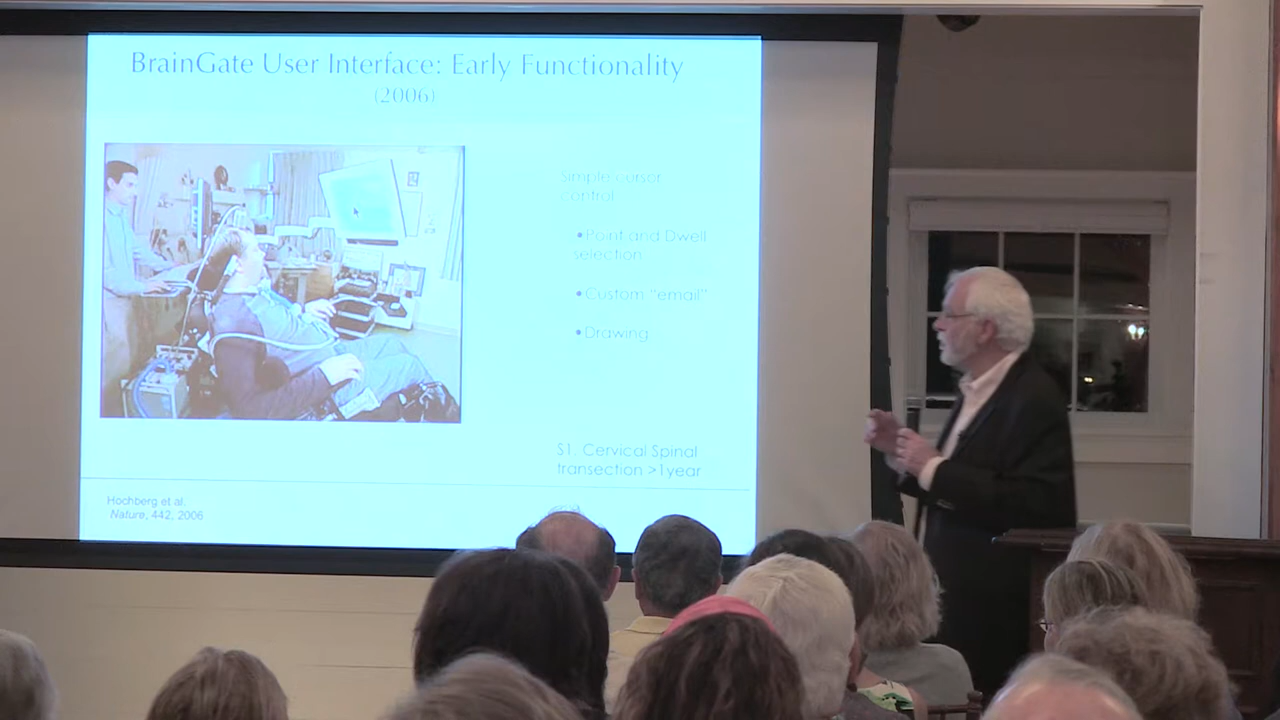 BrainGate User Interface: Early Functionality
(2006)
Simple cursor
control
•Point and Dwell
selection
•Custom "email"
•Drawing
S1. Cervical Spinal
transection >1year
Hochberg et al.
Nature, 442, 2006